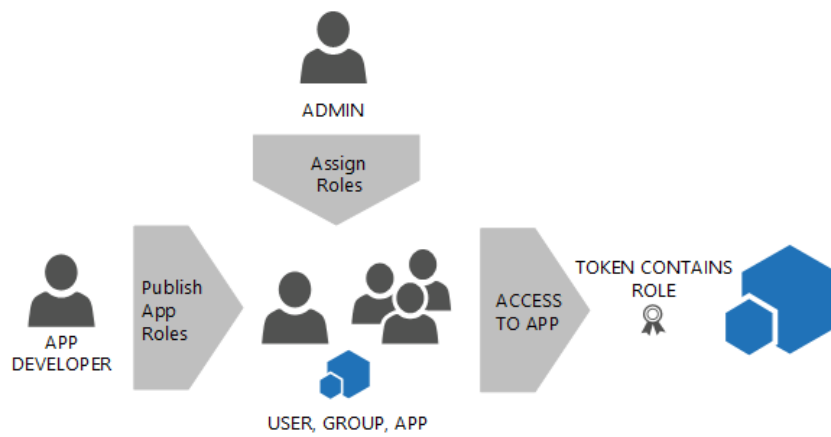 ADMIN
Assign
Roles
APP
DEVELOPER
Publish
App
Roles
USER, GROUP, APP
ACCESS
TO APP
TOKEN CONTAINS
ROLE